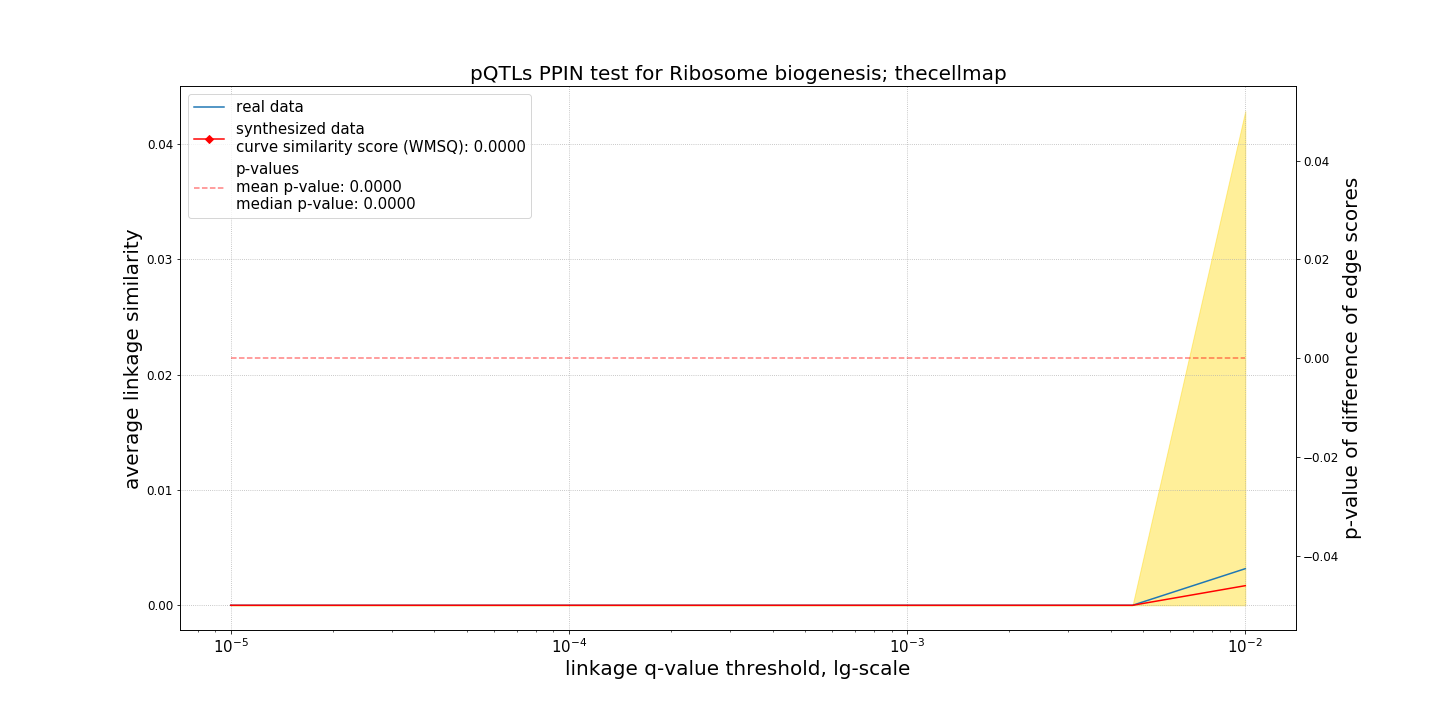 pQTLs PPIN test for Ribosome biogenesis; thecellmap
real data
synthesized data
curve similarity score (WMSQ): 0.0000
p-values
mean p-value: 0.0000
median p-value: 0.0000
average linkage similarity
0.04
0.03
0.02
0.01
0.00
0.04
0.02
0.00
−0.02
−0.04
p-value of difference of edge scores
10⁻⁵
10⁻⁴
10⁻³
10⁻²
linkage q-value threshold, lg-scale